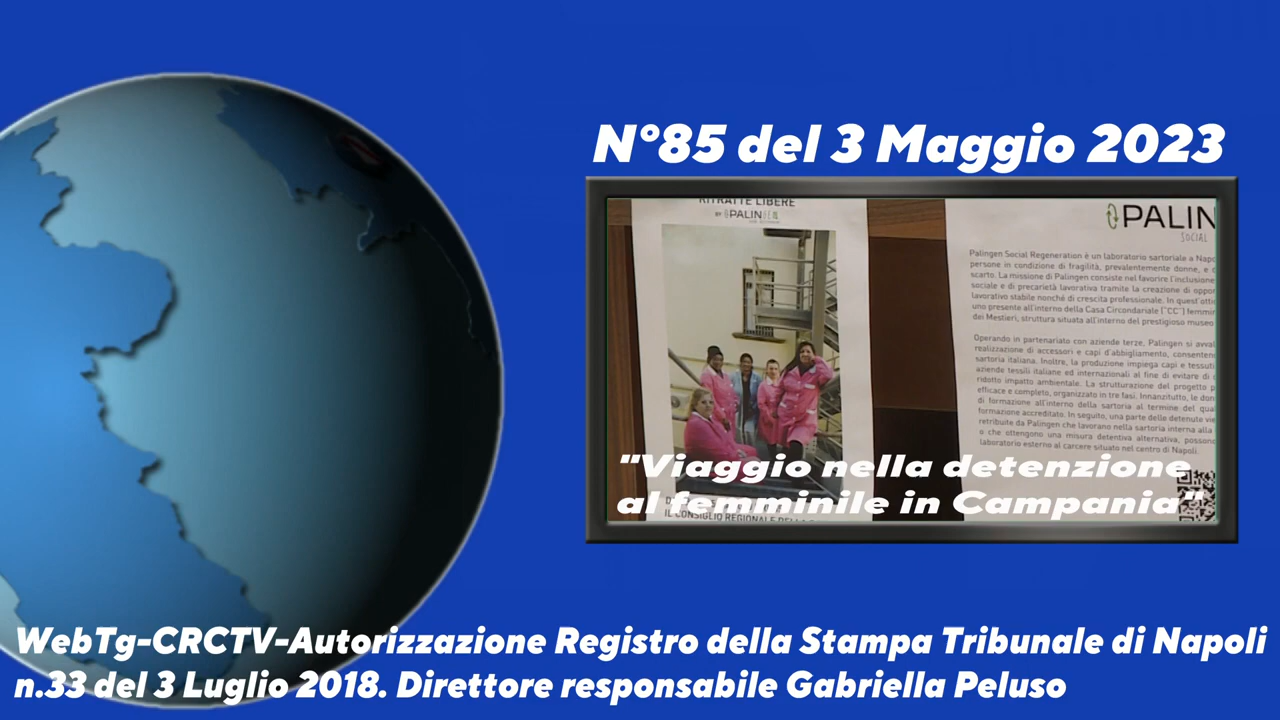 N°85 del 3 Maggio 2023
RITRATTE LIBERE
BY PALINGEN
PALIN
SOCIAL
Palingen Social Regeneration è un laboratorio sartoriale a Napo
persone in condizione di fragilità, prevalentemente donne, e
scarto. La missione di Palingen consiste nel favorire l'inclusione
sociale e di precarietà lavorativa tramite la creazione di oppor
lavorativo stabile nonché di crescita professionale. In quest'otti
uno presente all'interno della Casa Circondariale ("CC") femmin
dei Mestieri, struttura situata all'interno del prestigioso museo
Operando in partenariato con aziende terze, Palingen si avval
realizzazione di accessori e capi d'abbigliamento, consenten
sartoria italiana. Inoltre, la produzione impiega capi e tessuti
aziende tessili italiane ed internazionali al fine di evitare di
ridotto impatto ambientale. La strutturazione del progetto p
efficace e completo, organizzato in tre fasi. Innanzitutto, le don
di formazione all'interno della sartoria al termine del qua
formazione accreditato. In seguito, una parte delle detenute vie
retribuite da Palingen che lavorano nella sartoria interna alla
o che ottengono una misura detentiva alternativa, posson
laboratorio esterno al carcere situato nel centro di Napoli.
"Viaggio nella detenzione
al femminile in Campania"
IL CONSIGLIO REGIONALE DELLA
WebTg-CRCTV-Autorizzazione Registro della Stampa Tribunale di Napoli
n.33 del 3 Luglio 2018. Direttore responsabile Gabriella Peluso